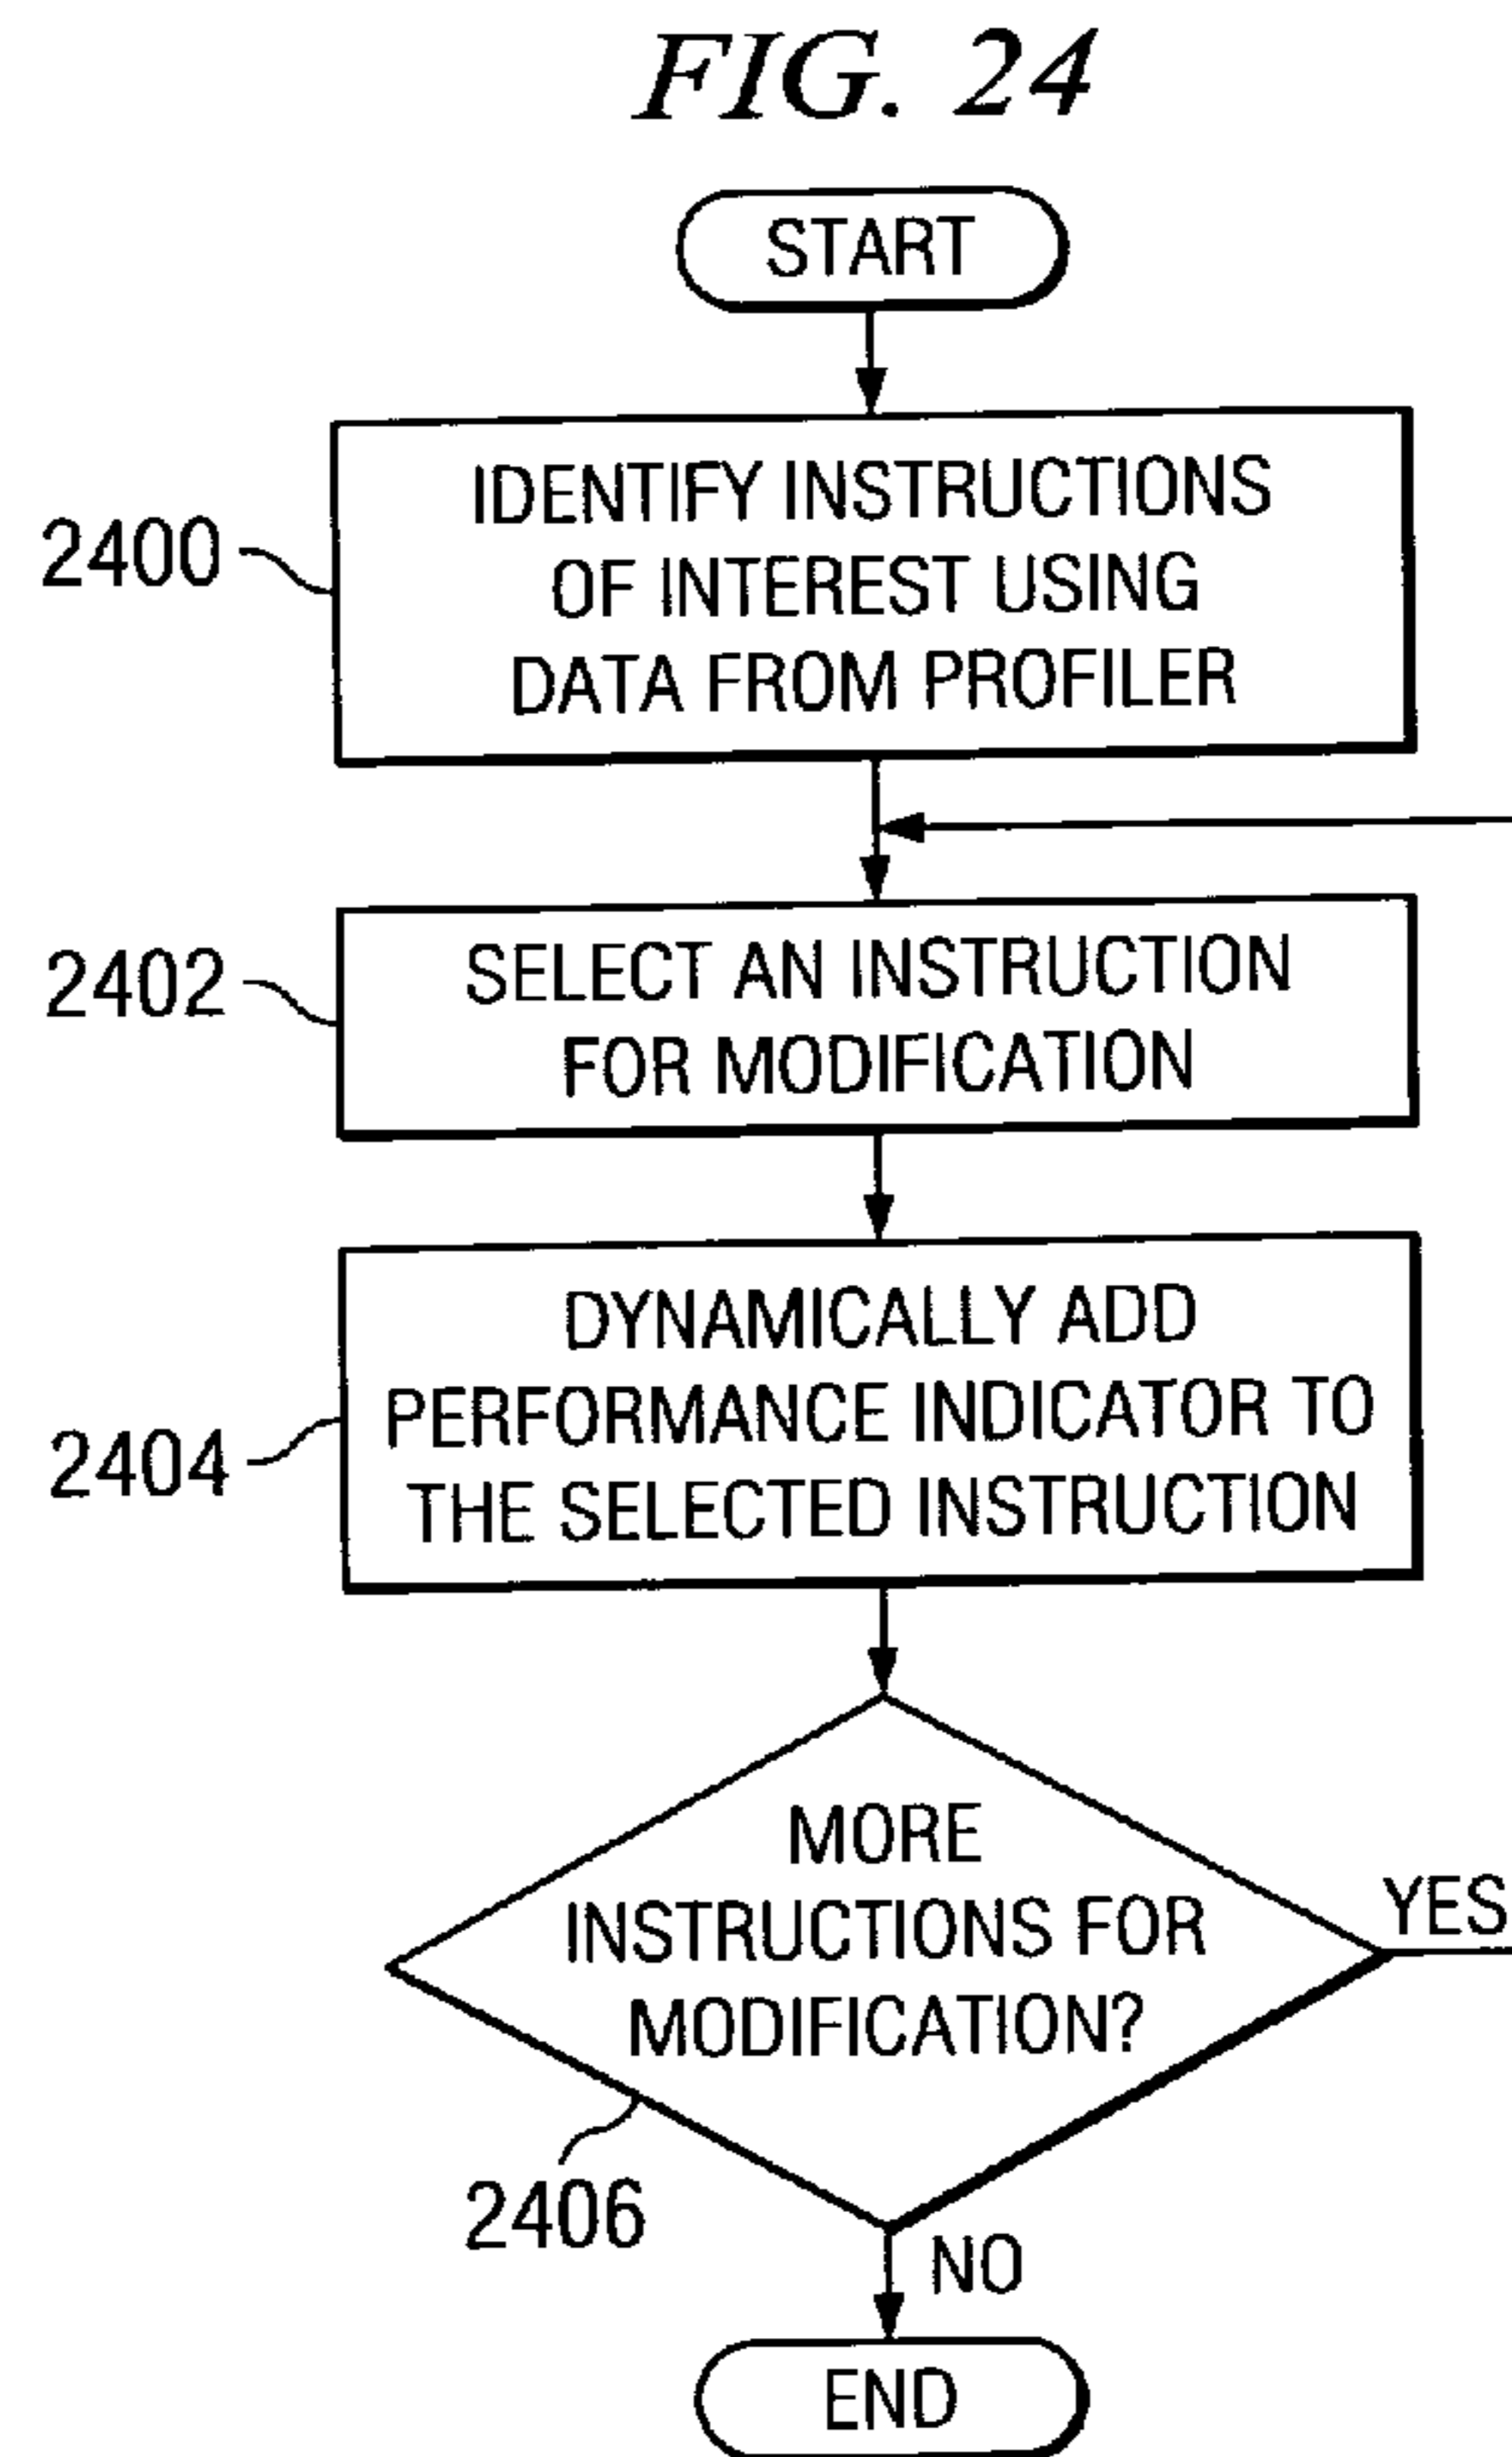 FIG. 24
START
2400
IDENTIFY INSTRUCTIONS
OF INTEREST USING
DATA FROM PROFILER
2402
SELECT AN INSTRUCTION
FOR MODIFICATION
2404
DYNAMICALLY ADD
PERFORMANCE INDICATOR TO
THE SELECTED INSTRUCTION
MORE
INSTRUCTIONS FOR
MODIFICATION?
YES
2406
NO
END